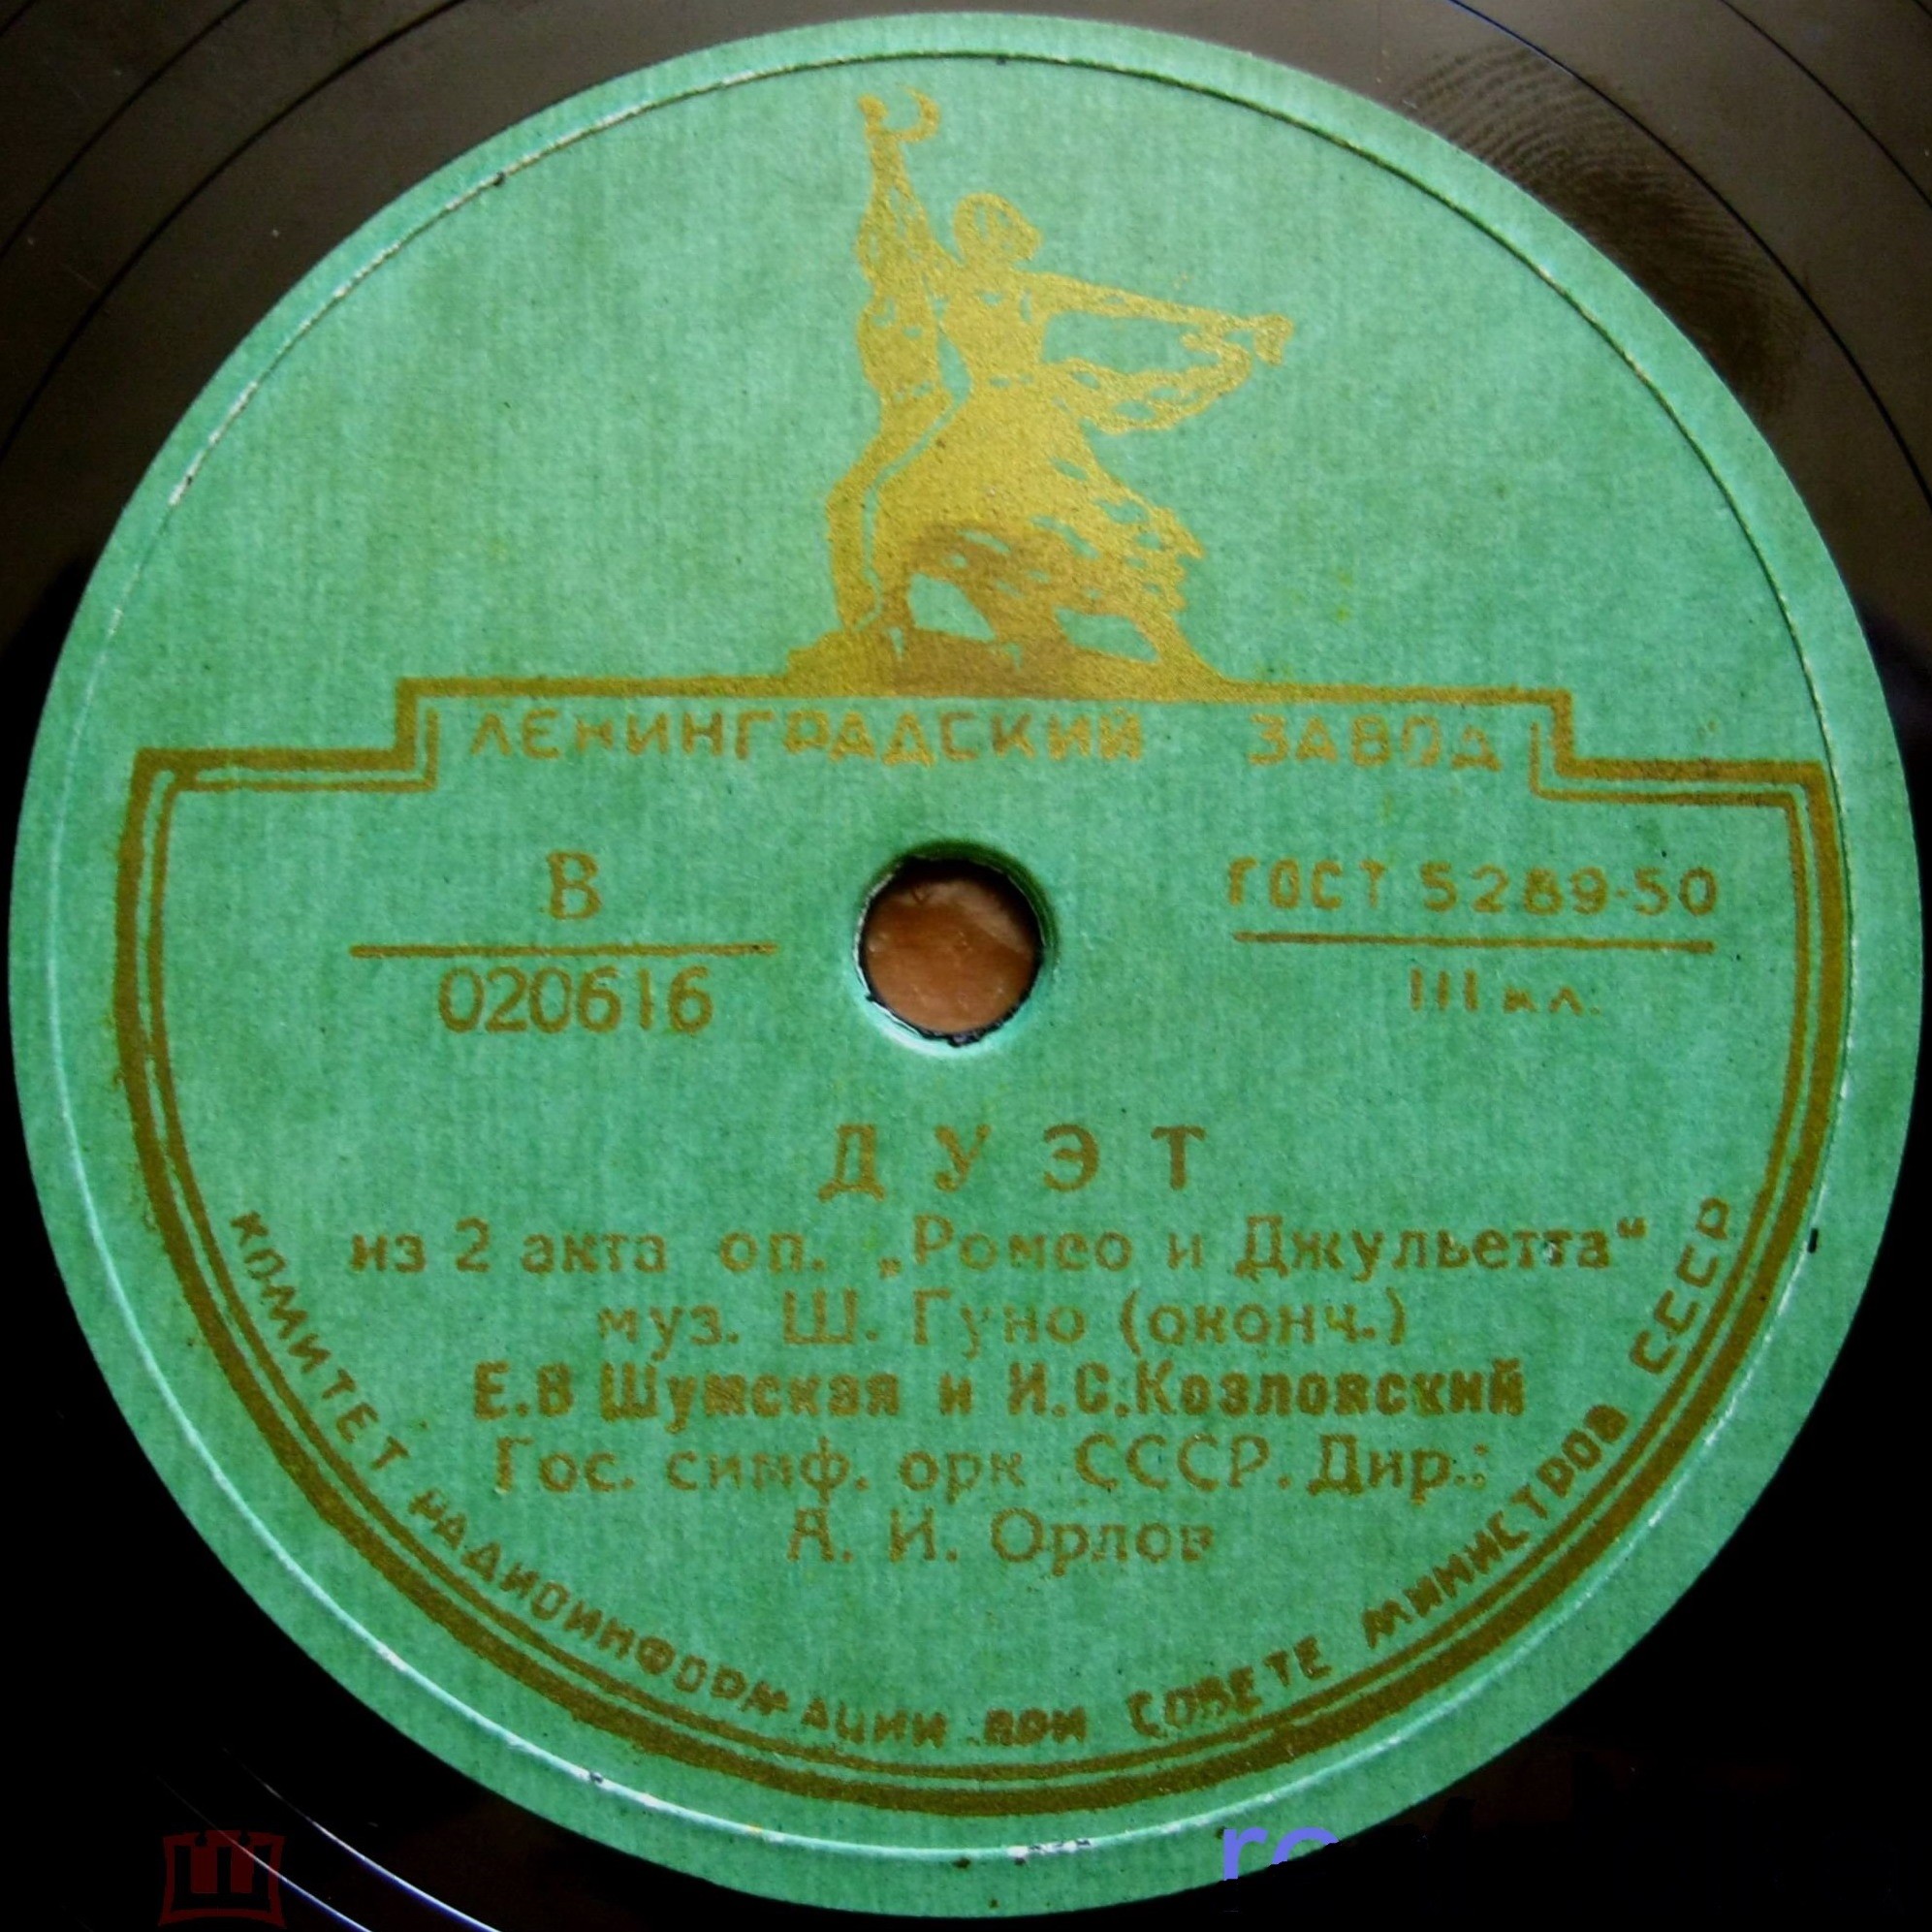 ЛЕНИНГРАДСКИЙ ЗАВОД
В
020616
ГОСТ 5289-50
III кл.
ДУЭТ
из 2 акта оп. „Ромео и Джульетта“
муз. Ш. Гуно (оконч.)
Е.В Шумская и И.С.Козловский
Гос. симф. орк СССР. Дир.:
А. И. Орлов
КОМИТЕТ РАДИОИНФОРМАЦИИ ПРИ СОВЕТЕ МИНИСТРОВ СССР